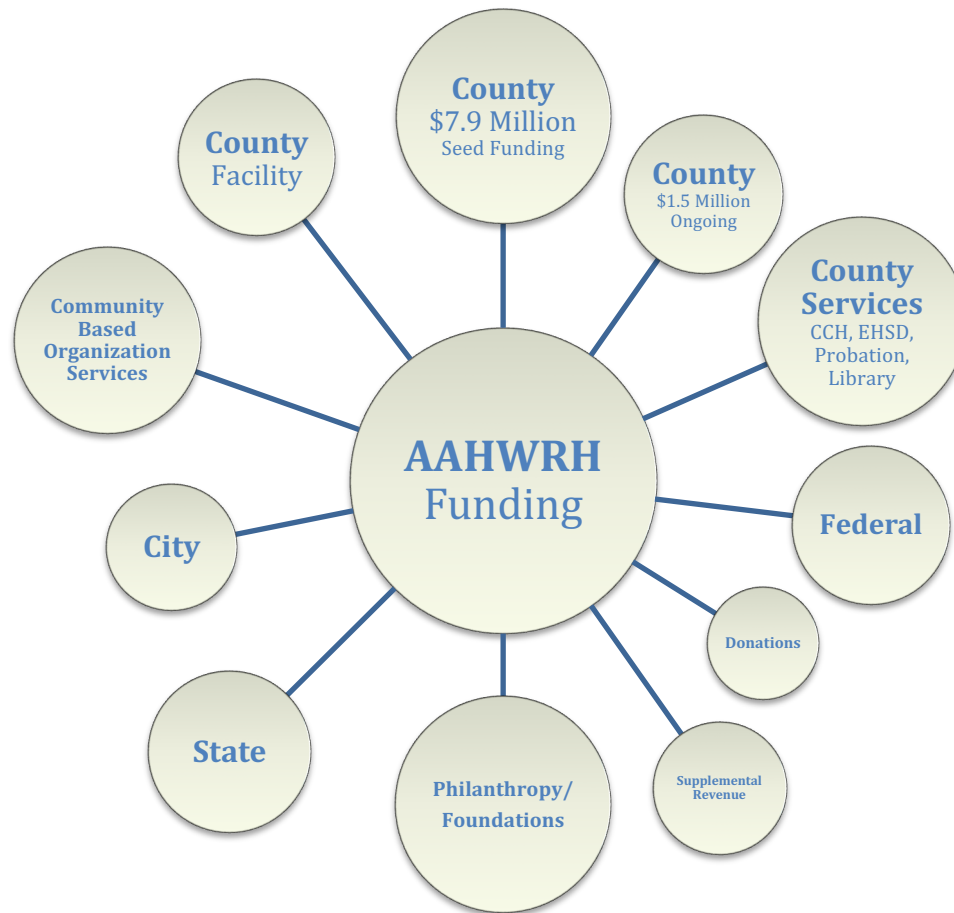 County
$7.9 Million
Seed Funding
County
Facility
County
$1.5 Million
Ongoing
County
Services
CCH, EHSD,
Probation,
Library
Community
Based
Organization
Services
AAHWRH
Funding
Federal
City
Donations
State
Philanthropy/
Foundations
Supplemental
Revenue